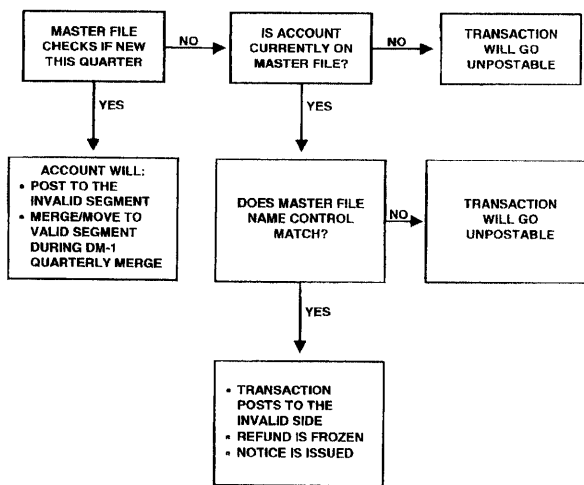 MASTER FILE
CHECKS IF NEW
THIS QUARTER
NO
IS ACCOUNT
CURRENTLY ON
MASTER FILE?
NO
TRANSACTION
WILL GO
UNPOSTABLE
YES
YES
ACCOUNT WILL:
• POST TO THE
INVALID SEGMENT
• MERGE/MOVE TO
VALID SEGMENT
DURING DM-1
QUARTERLY MERGE
DOES MASTER FILE
NAME CONTROL
MATCH?
NO
TRANSACTION
WILL GO
UNPOSTABLE
YES
• TRANSACTION
POSTS TO THE
INVALID SIDE
• REFUND IS FROZEN
• NOTICE IS ISSUED